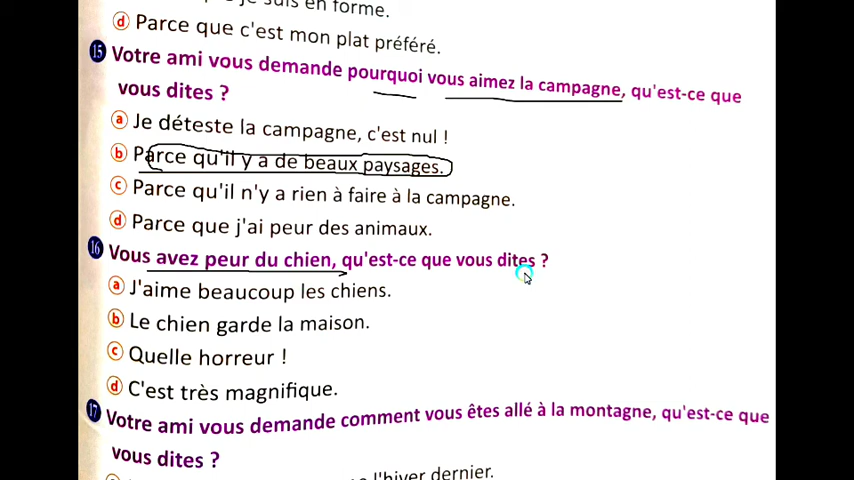 je suis en forme.
d Parce que c'est mon plat préféré.
15 Votre ami vous demande pourquoi vous aimez la campagne, qu'est-ce que
vous dites ?
a Je déteste la campagne, c'est nul !
b Parce qu'il y a de beaux paysages.
c Parce qu'il n'y a rien à faire à la campagne.
d Parce que j'ai peur des animaux.
16 Vous avez peur du chien, qu'est-ce que vous dites ?
a J'aime beaucoup les chiens.
b Le chien garde la maison.
c Quelle horreur !
d C'est très magnifique.
17 Votre ami vous demande comment vous êtes allé à la montagne, qu'est-ce que
vous dites ?
l'hiver dernier.